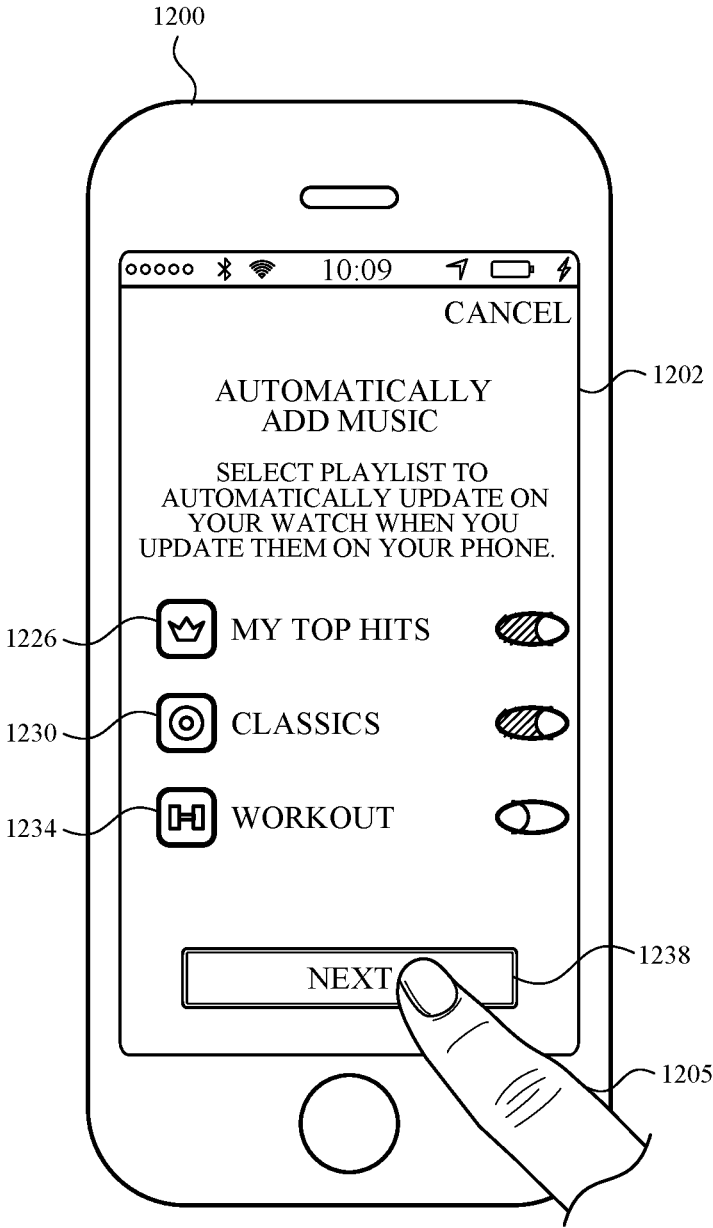 1200
10:09
CANCEL
1202
AUTOMATICALLY
ADD MUSIC
SELECT PLAYLIST TO
AUTOMATICALLY UPDATE ON
YOUR WATCH WHEN YOU
UPDATE THEM ON YOUR PHONE.
1226
MY TOP HITS
1230
CLASSICS
1234
WORKOUT
1238
NEXT
1205